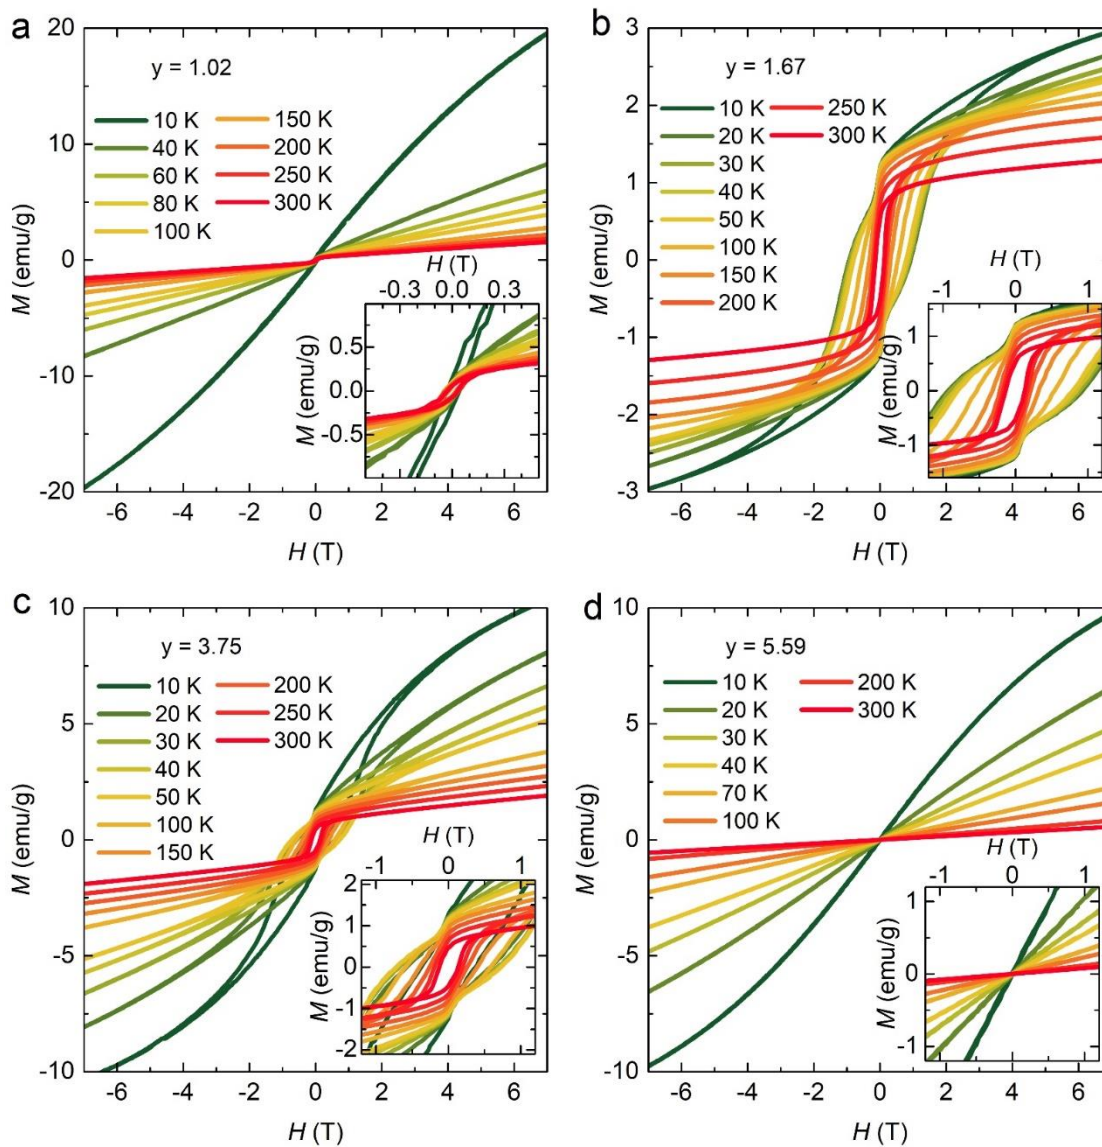 a
y = 1.02
10 K
40 K
60 K
80 K
100 K
150 K
200 K
250 K
300 K
20
10
0
-10
-20
M (emu/g)
-6 -4 -2 0 2 4 6
H (T)
H (T)
-0.3 0.0 0.3
M (emu/g)
0.5
0.0
-0.5
b
y = 1.67
10 K
20 K
30 K
40 K
50 K
100 K
150 K
200 K
250 K
300 K
3
2
1
0
-1
-2
-3
M (emu/g)
-6 -4 -2 0 2 4 6
H (T)
H (T)
-1 0 1
M (emu/g)
1
0
-1
c
y = 3.75
10 K
20 K
30 K
40 K
50 K
100 K
150 K
200 K
250 K
300 K
10
5
0
-5
-10
M (emu/g)
-6 -4 -2 0 2 4 6
H (T)
H (T)
-1 0 1
M (emu/g)
2
1
0
-1
-2
d
y = 5.59
10 K
20 K
30 K
40 K
70 K
100 K
200 K
300 K
10
5
0
-5
-10
M (emu/g)
-6 -4 -2 0 2 4 6
H (T)
H (T)
-1 0 1
M (emu/g)
1
0
-1